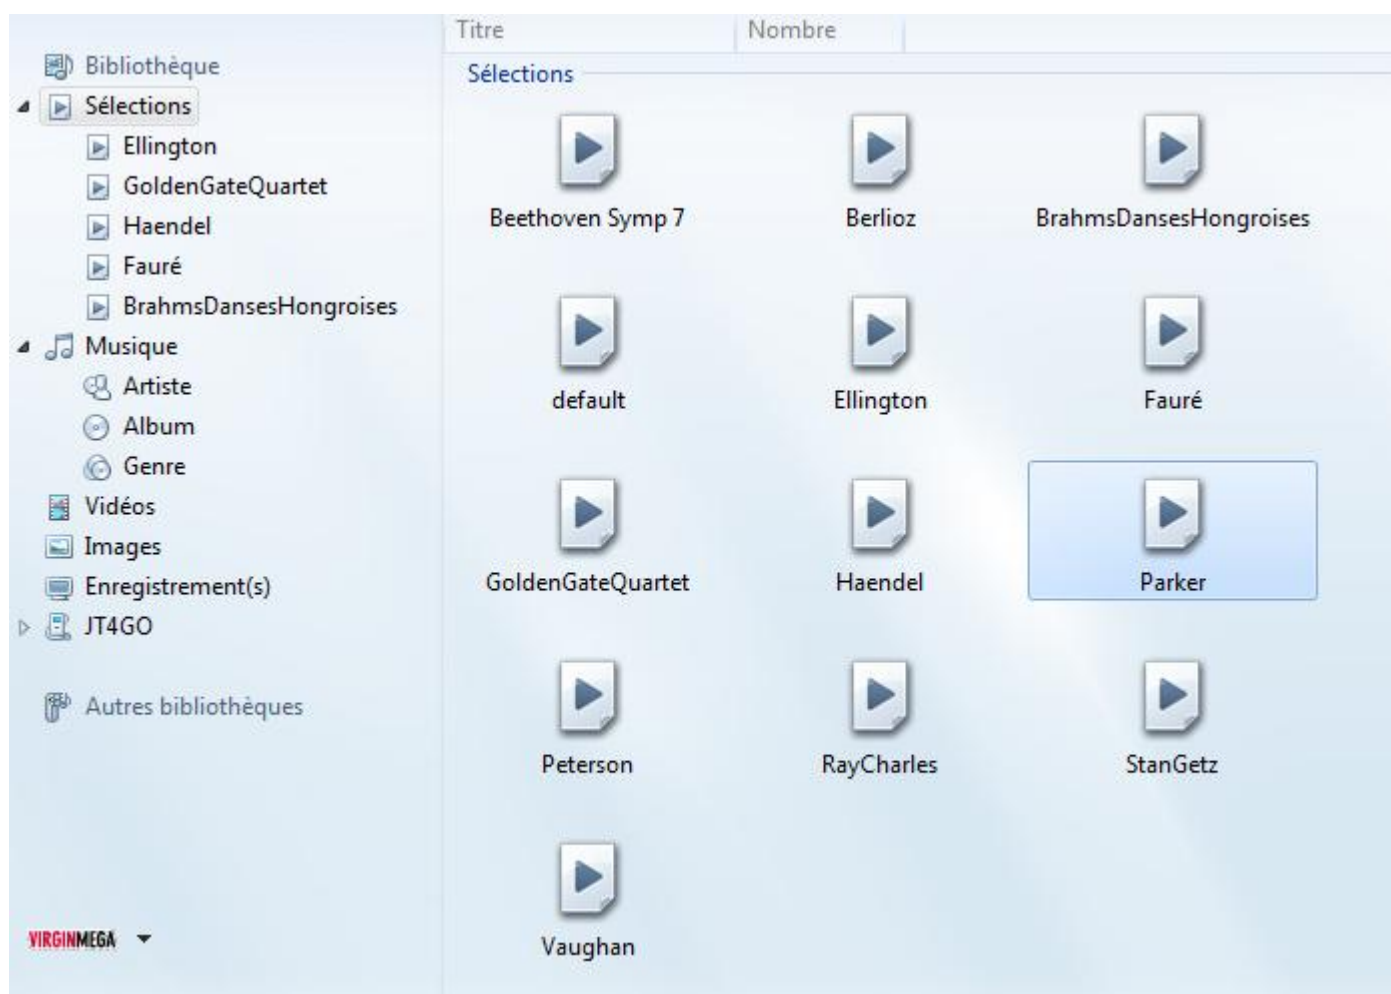 Titre Nombre
Bibliothèque
Sélections
Ellington
GoldenGateQuartet
Haendel
Fauré
BrahmsDansesHongroises
Musique
Artiste
Album
Genre
Vidéos
Images
Enregistrement(s)
JT4GO
Autres bibliothèques
VIRGINMEGA
Sélections
Beethoven Symp 7 Berlioz BrahmsDansesHongroises
default Ellington Fauré
GoldenGateQuartet Haendel Parker
Peterson RayCharles StanGetz
Vaughan